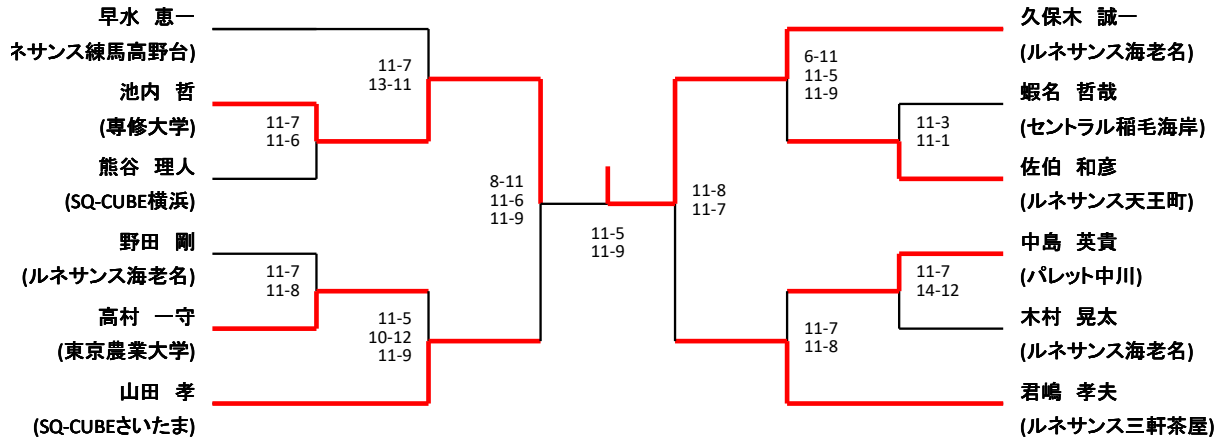 早水 恵一
ネサンス練馬高野台)
池内 哲
(専修大学)
熊谷 理人
(SQ-CUBE横浜)
野田 剛
(ルネサンス海老名)
高村 一守
(東京農業大学)
山田 孝
(SQ-CUBEさいたま)
11-7
13-11
11-7
11-6
11-7
11-8
11-5
10-12
11-9
8-11
11-6
11-9
11-5
11-9
11-8
11-7
6-11
11-5
11-9
11-3
11-1
11-7
14-12
11-7
11-8
久保木 誠一
(ルネサンス海老名)
蝦名 哲哉
(セントラル稲毛海岸)
佐伯 和彦
(ルネサンス天王町)
中島 英貴
(パレット中川)
木村 晃太
(ルネサンス海老名)
君嶋 孝夫
(ルネサンス三軒茶屋)